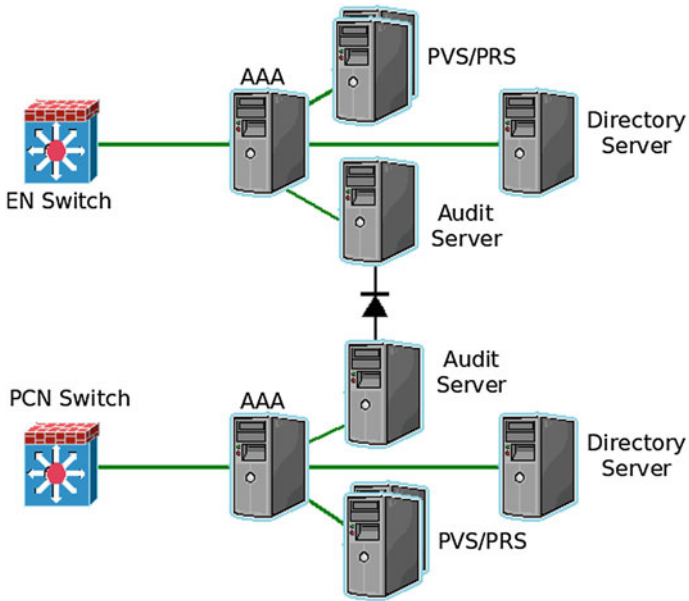 PVS/PRS
AAA
Directory
Server
EN Switch
Audit
Server
Audit
Server
PCN Switch
AAA
Directory
Server
PVS/PRS